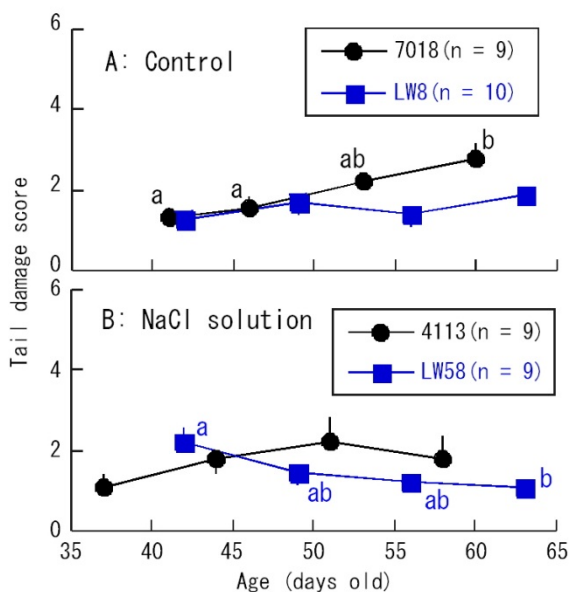 6
A: Control
7018(n = 9)
LW8(n = 10)
4
2
0
a
a
ab
b
Tail damage score
6
B: NaCl solution
4113(n = 9)
LW58(n = 9)
4
2
0
a
ab
ab
b
35 40 45 50 55 60 65
Age (days old)